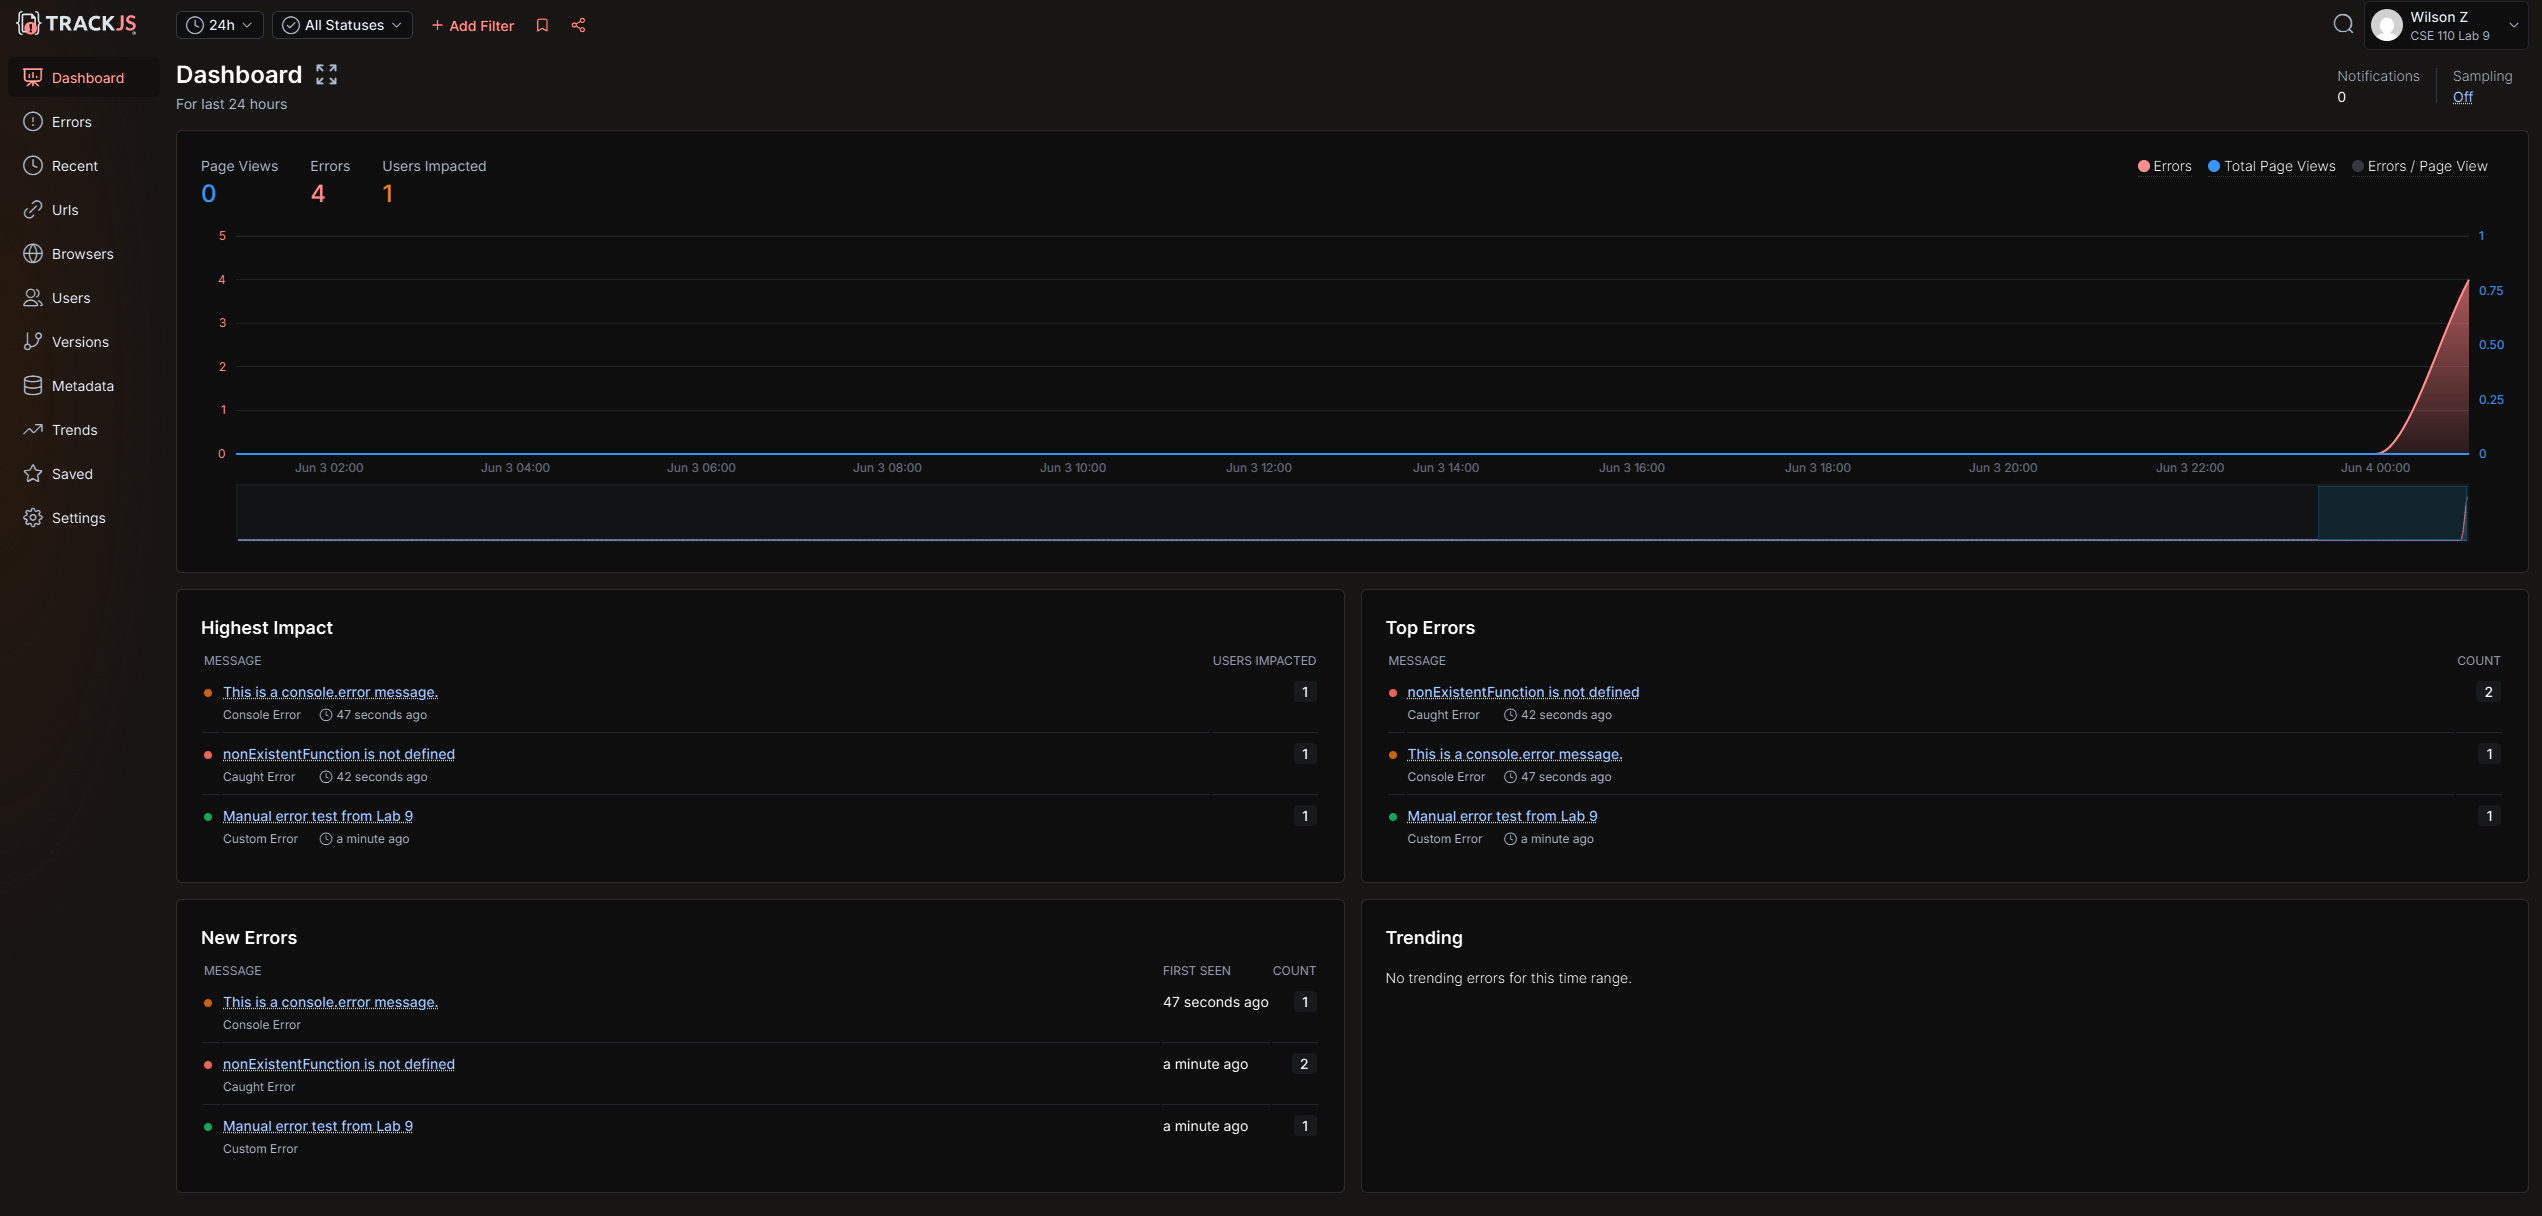 TRACKJS
24h
All Statuses
+ Add Filter
Wilson Z
CSE 110 Lab 9
Dashboard
Errors
Recent
Urls
Browsers
Users
Versions
Metadata
Trends
Saved
Settings
Dashboard
For last 24 hours
Notifications
0
Sampling
Off
Page Views
0
Errors
4
Users Impacted
1
Errors
Total Page Views
Errors / Page View
5
4
3
2
1
0
1
0.75
0.50
0.25
0
Jun 3 02:00
Jun 3 04:00
Jun 3 06:00
Jun 3 08:00
Jun 3 10:00
Jun 3 12:00
Jun 3 14:00
Jun 3 16:00
Jun 3 18:00
Jun 3 20:00
Jun 3 22:00
Jun 4 00:00
Highest Impact
MESSAGE USERS IMPACTED
This is a console.error message. 1
Console Error 47 seconds ago
nonExistentFunction is not defined 1
Caught Error 42 seconds ago
Manual error test from Lab 9 1
Custom Error a minute ago
Top Errors
MESSAGE COUNT
nonExistentFunction is not defined 2
Caught Error 42 seconds ago
This is a console.error message. 1
Console Error 47 seconds ago
Manual error test from Lab 9 1
Custom Error a minute ago
New Errors
MESSAGE FIRST SEEN COUNT
This is a console.error message. 47 seconds ago 1
Console Error
nonExistentFunction is not defined a minute ago 2
Caught Error
Manual error test from Lab 9 a minute ago 1
Custom Error
Trending
No trending errors for this time range.